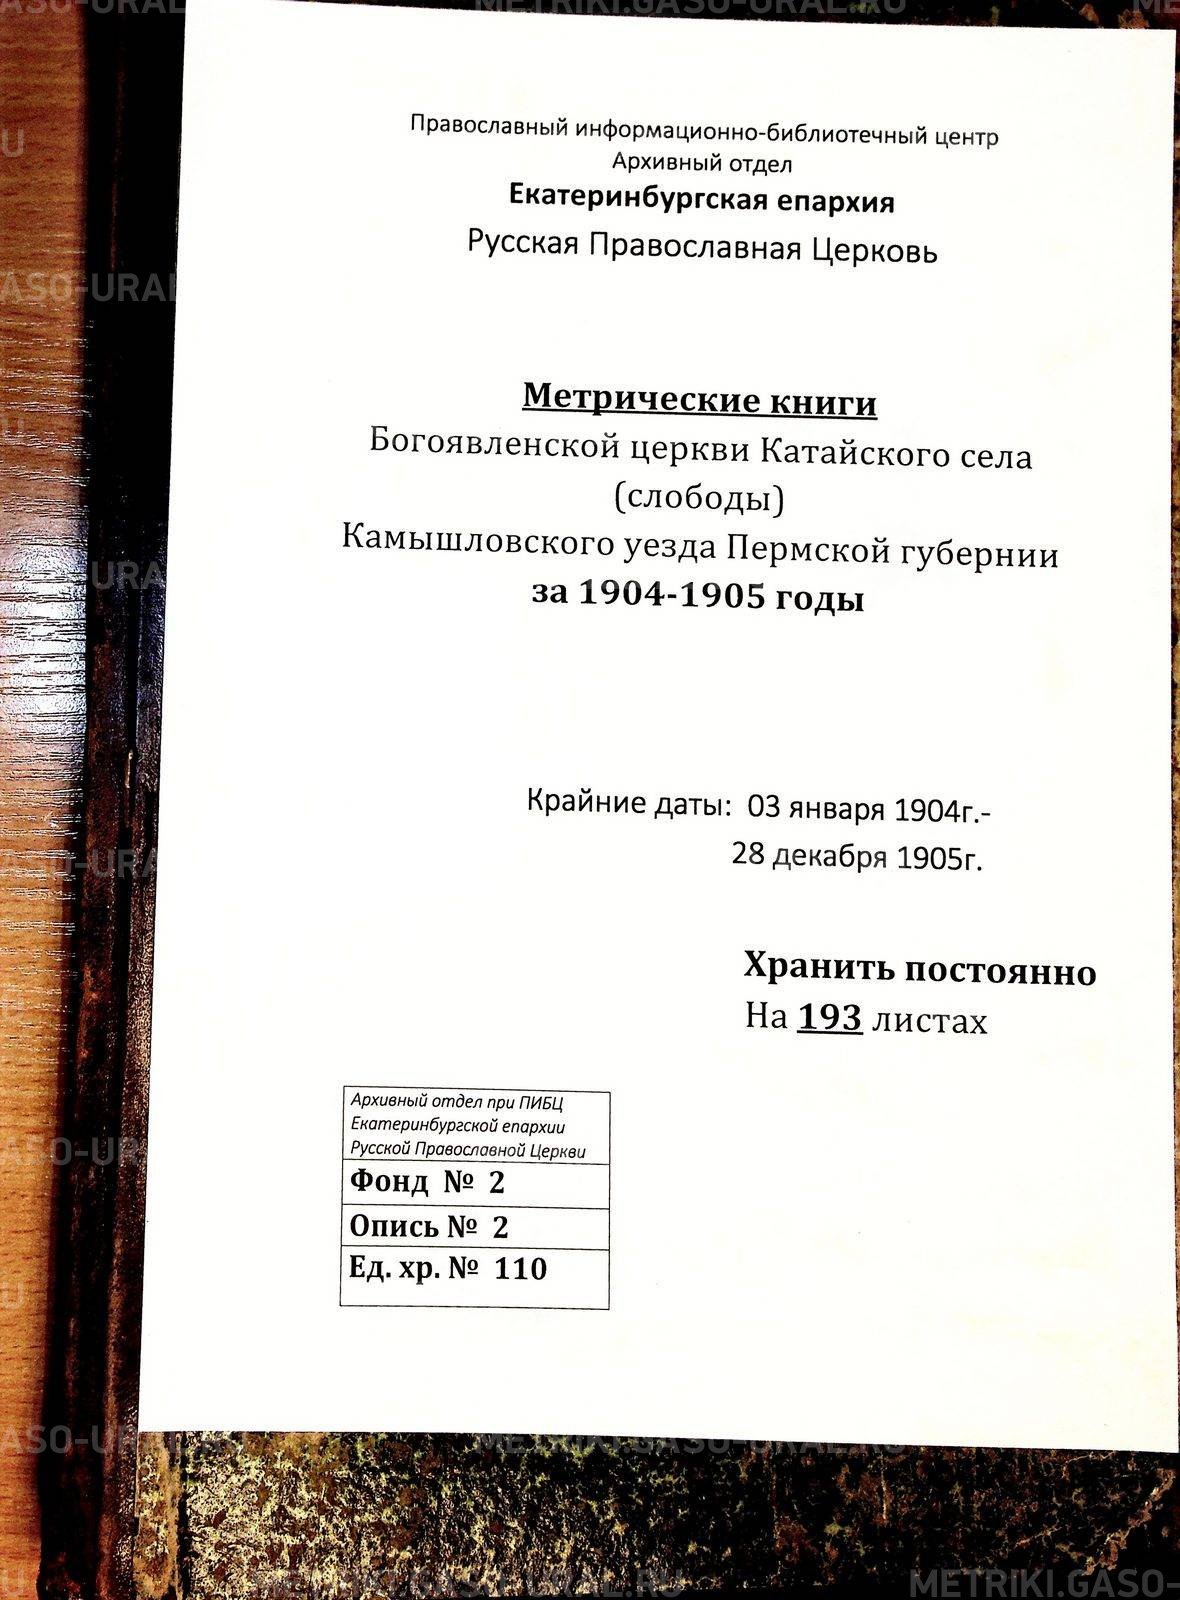 Православный информационно-библиотечный центр
Архивный отдел
Екатеринбургская епархия
Русская Православная Церковь
Метрические книги
Богоявленской церкви Катайского села
(слободы)
Камышловского уезда Пермской губернии
за 1904-1905 годы
Крайние даты: 03 января 1904г.-
28 декабря 1905г.
Хранить постоянно
На 193 листах
Архивный отдел при ПИБЦ
Екатеринбургской епархии
Русской Православной Церкви
Фонд № 2
Опись № 2
Ед. хр. № 110
METRIKI.GASO-URAL.RU